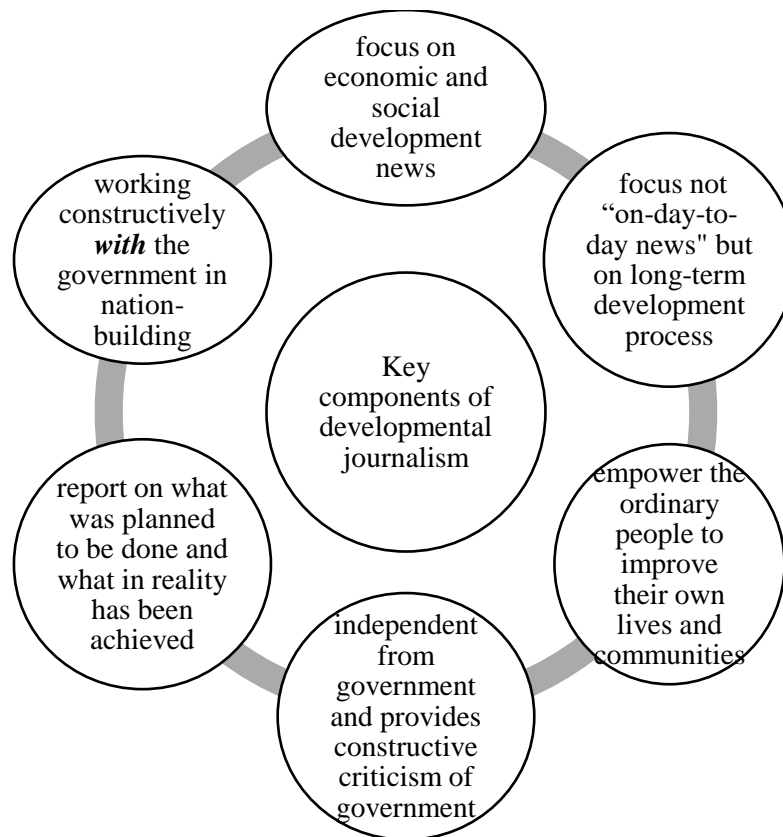 focus on
economic and
social
development
news
focus not
“on-day-to-
day news" but
on long-term
development
process
empower the
ordinary
people to
improve
their own
lives and
communities
independent
from
government
and provides
constructive
criticism of
government
report on what
was planned
to be done and
what in reality
has been
achieved
working
constructively
with the
government in
nation-
building
Key
components of
developmental
journalism